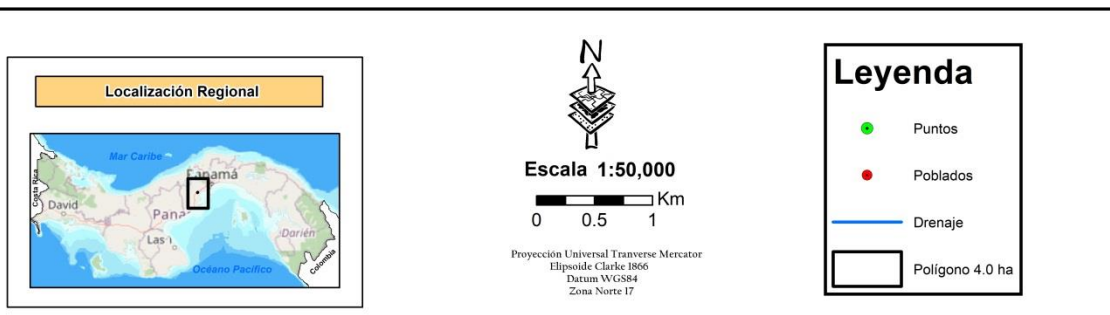 Localización Regional
Mar Caribe
Costa Rica
David
Panamá
Pana
Las
Darién
Colombia
Océano Pacífico
N
Escala 1:50,000
Km
0 0.5 1
Proyección Universal Tranverse Mercator
Elipsoide Clarke 1866
Datum WGS84
Zona Norte 17
Leyenda
Puntos
Poblados
Drenaje
Polígono 4.0 ha